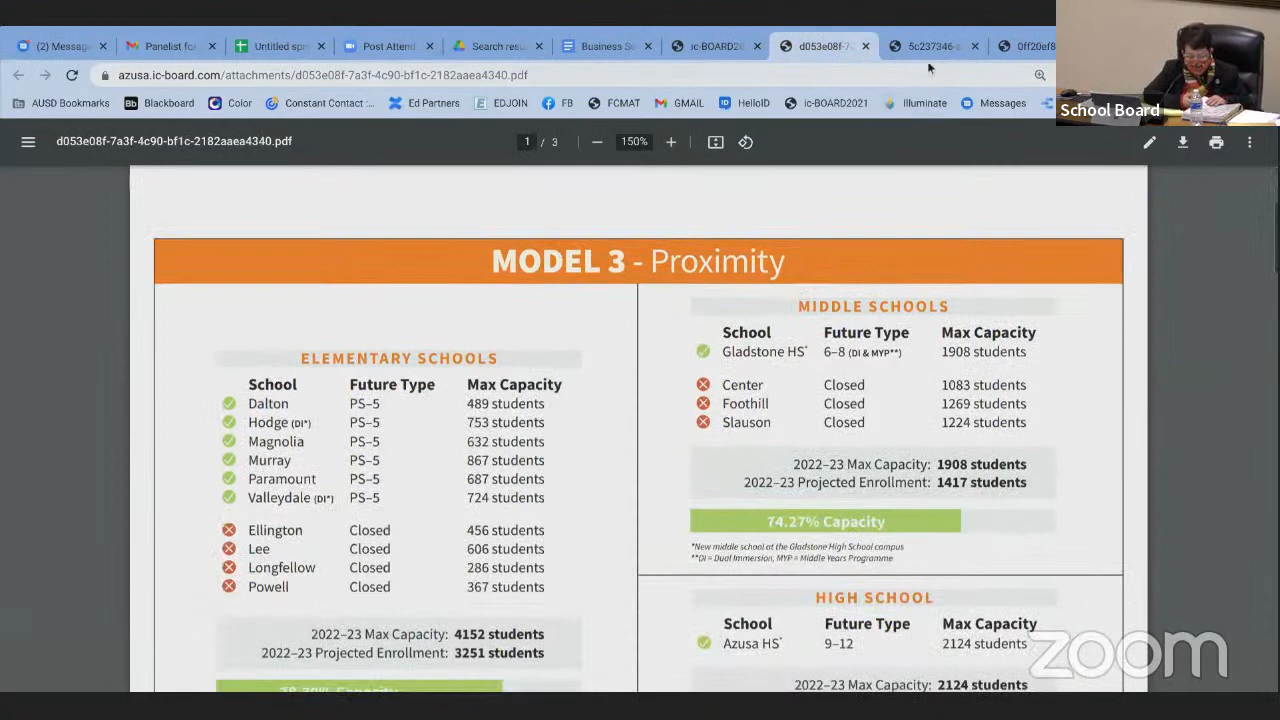 (2) Messag
Panelist fo
Untitled spr
Post Attend
Search resu
Business Se
ic-BOARD20
d053e08f-7a
5c237346-
0ff20ef8
azusa.ic-board.com/attachments/d053e08f-7a3f-4c90-bf1c-2182aaea4340.pdf
AUSD Bookmarks
Blackboard
Color
Constant Contac...
Ed Partners
EDJOIN
FB
FCMAT
GMAIL
HelloID
ic-BOARD2021
Illuminate
Messages
School Board
d053e08f-7a3f-4c90-bf1c-2182aaea4340.pdf
1 / 3
150%
MODEL 3 - Proximity
ELEMENTARY SCHOOLS
School Future Type Max Capacity
Dalton PS–5 489 students
Hodge (DI*) PS–5 753 students
Magnolia PS–5 632 students
Murray PS–5 867 students
Paramount PS–5 687 students
Valleydale (DI*) PS–5 724 students
Ellington Closed 456 students
Lee Closed 606 students
Longfellow Closed 286 students
Powell Closed 367 students
2022–23 Max Capacity: 4152 students
2022–23 Projected Enrollment: 3251 students
MIDDLE SCHOOLS
School Future Type Max Capacity
Gladstone HS* 6–8 (DI & MYP**) 1908 students
Center Closed 1083 students
Foothill Closed 1269 students
Slauson Closed 1224 students
2022-23 Max Capacity: 1908 students
2022-23 Projected Enrollment: 1417 students
74.27% Capacity
*New middle school at the Gladstone High School campus
**DI = Dual Immersion, MYP = Middle Years Programme
HIGH SCHOOL
School Future Type Max Capacity
Azusa HS* 9–12 2124 students
2022-23 Max Capacity: 2124 students
zoom